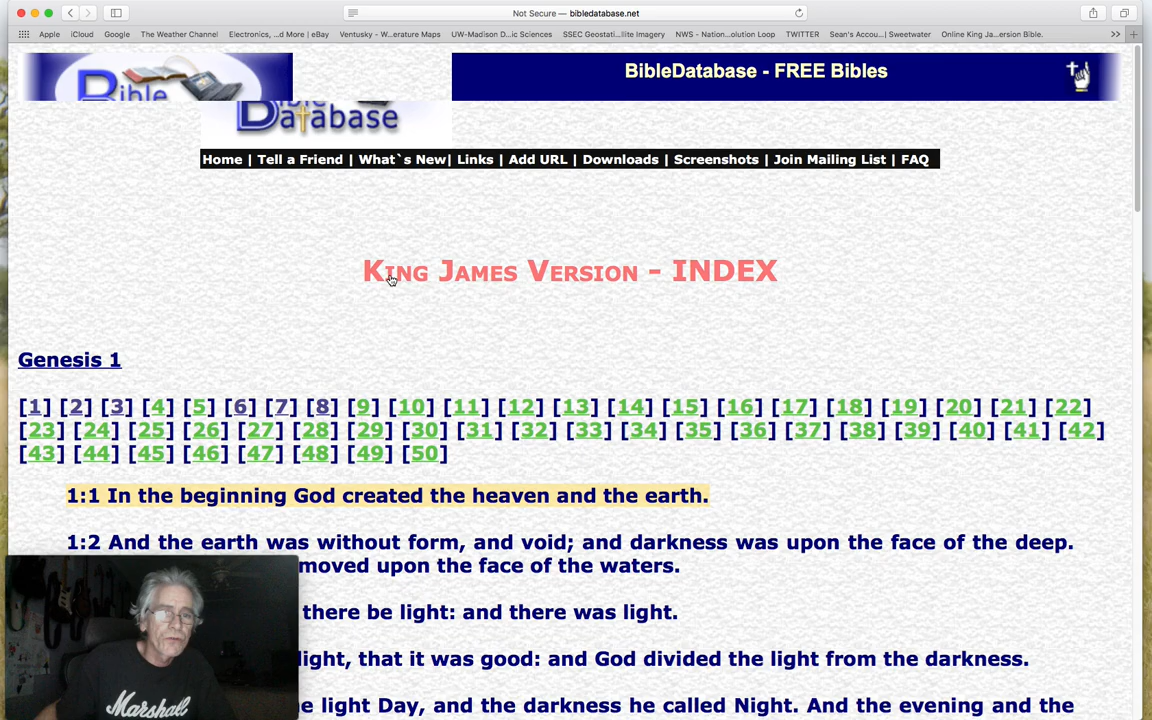 Not Secure — bibledatabase.net
Apple iCloud Google The Weather Channel Electronics, ...d More | eBay Ventusky - W...erature Maps UW-Madison D...ic Sciences SSEC Geostati...llite Imagery NWS - Nation...olution Loop TWITTER Sean's Accou...| Sweetwater Online King Ja...ersion Bible. >>
Bible
Database
BibleDatabase - FREE Bibles
Home | Tell a Friend | What`s New| Links | Add URL | Downloads | Screenshots | Join Mailing List | FAQ
King James Version - INDEX
Genesis 1
[1] [2] [3] [4] [5] [6] [7] [8] [9] [10] [11] [12] [13] [14] [15] [16] [17] [18] [19] [20] [21] [22]
[23] [24] [25] [26] [27] [28] [29] [30] [31] [32] [33] [34] [35] [36] [37] [38] [39] [40] [41] [42]
[43] [44] [45] [46] [47] [48] [49] [50]
1:1 In the beginning God created the heaven and the earth.
1:2 And the earth was without form, and void; and darkness was upon the face of the deep.
moved upon the face of the waters.
there be light: and there was light.
light, that it was good: and God divided the light from the darkness.
e light Day, and the darkness he called Night. And the evening and the
Marshall